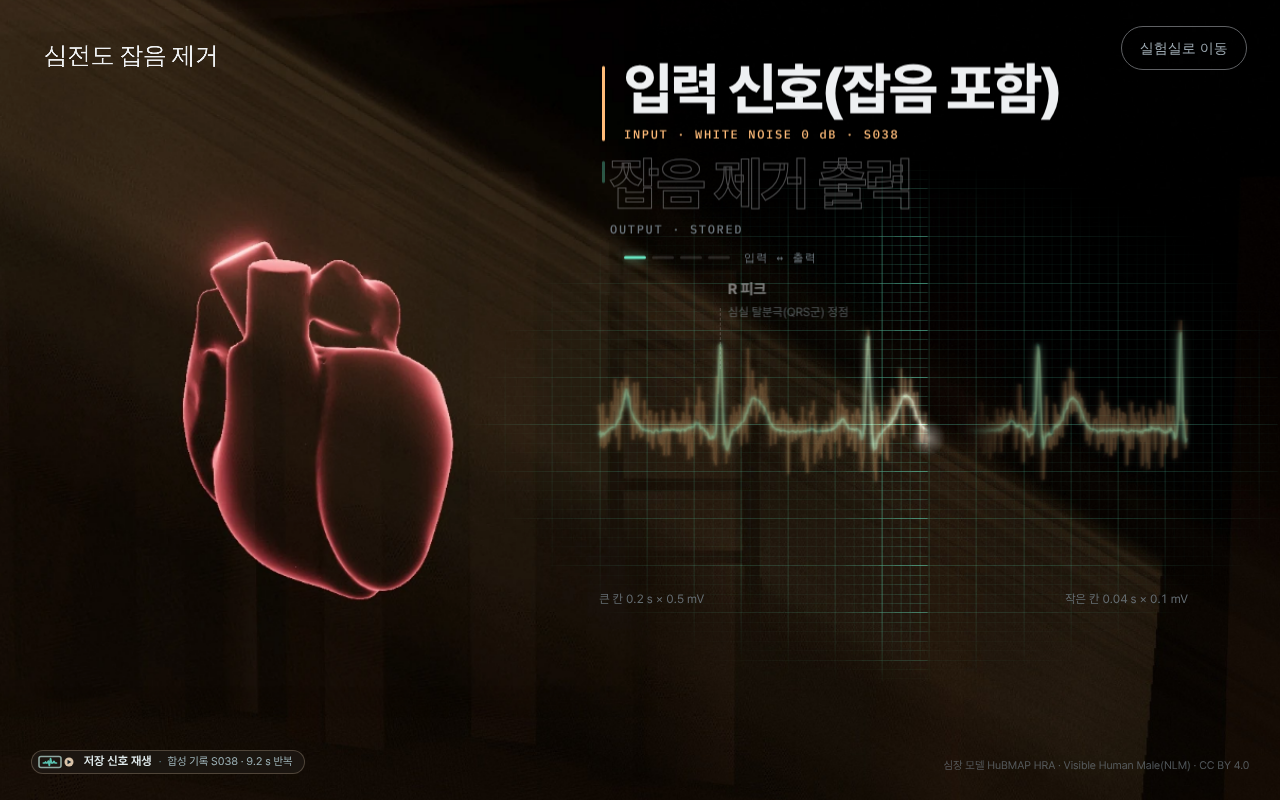 심전도 잡음 제거
실험실로 이동
입력 신호(잡음 포함)
INPUT · WHITE NOISE 0 dB · S038
잡음 제거 출력
OUTPUT · STORED
입력 ↔ 출력
R 피크
심실 탈분극(QRS군) 정점
큰 칸 0.2 s × 0.5 mV
작은 칸 0.04 s × 0.1 mV
저장 신호 재생 · 합성 기록 S038 · 9.2 s 반복
심장 모델 HuBMAP HRA · Visible Human Male(NLM) · CC BY 4.0